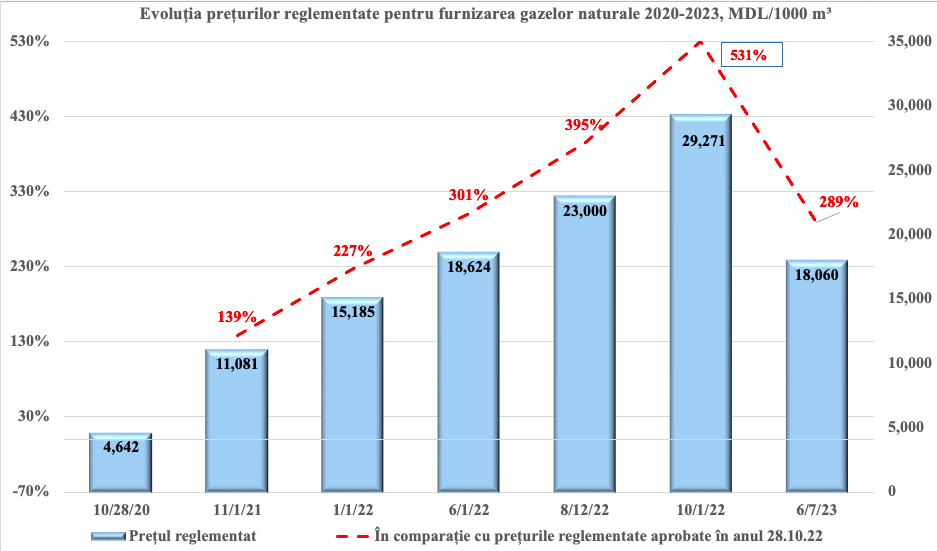 Evoluția prețurilor reglementate pentru furnizarea gazelor naturale 2020-2023, MDL/1000 m³
530% 35,000
531%
430% 30,000
395%
29,271
25,000
330% 301% 23,000 289%
20,000
227%
230% 18,624 18,060
15,185 15,000
139%
130% 11,081 10,000
30% 5,000
4,642
-70% 0
10/28/20 11/1/21 1/1/22 6/1/22 8/12/22 10/1/22 6/7/23
Prețul reglementat În comparație cu prețurile reglementate aprobate în anul 28.10.22